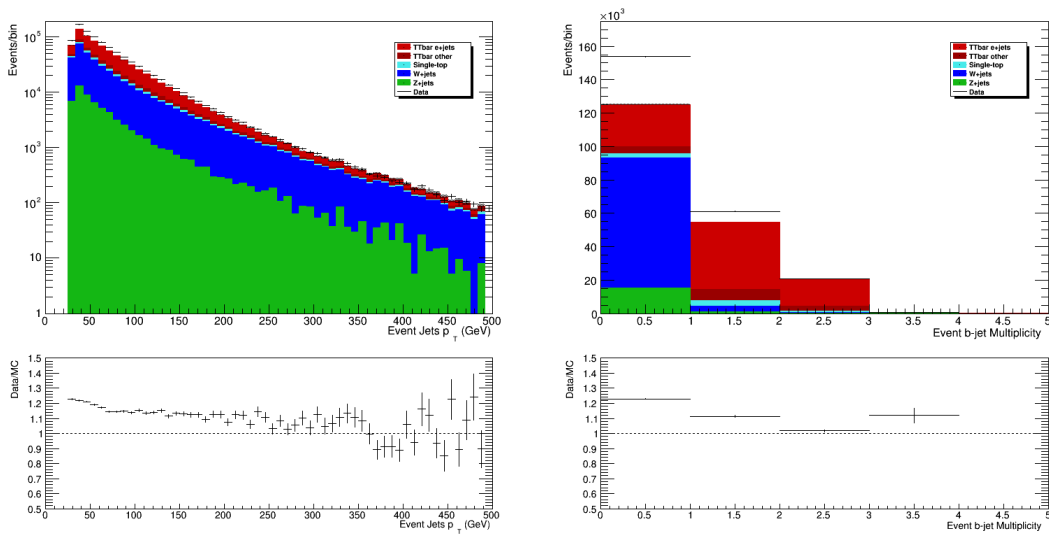 Events/bin
10^5
10^4
10^3
10^2
10
1
TTbar e+jets
TTbar other
Single-top
W+jets
Z+jets
Data
0 50 100 150 200 250 300 350 400 450 500
Event Jets p_T (GeV)
Data/MC
1.5
1.4
1.3
1.2
1.1
1
0.9
0.8
0.7
0.6
0.5
0 50 100 150 200 250 300 350 400 450 500
Event Jets p_T (GeV)
×10^3
Events/bin
160
140
120
100
80
60
40
20
0
TTbar e+jets
TTbar other
Single-top
W+jets
Z+jets
Data
0 0.5 1 1.5 2 2.5 3 3.5 4 4.5 5
Event b-jet Multiplicity
Data/MC
1.5
1.4
1.3
1.2
1.1
1
0.9
0.8
0.7
0.6
0.5
0 0.5 1 1.5 2 2.5 3 3.5 4 4.5 5
Event b-jet Multiplicity